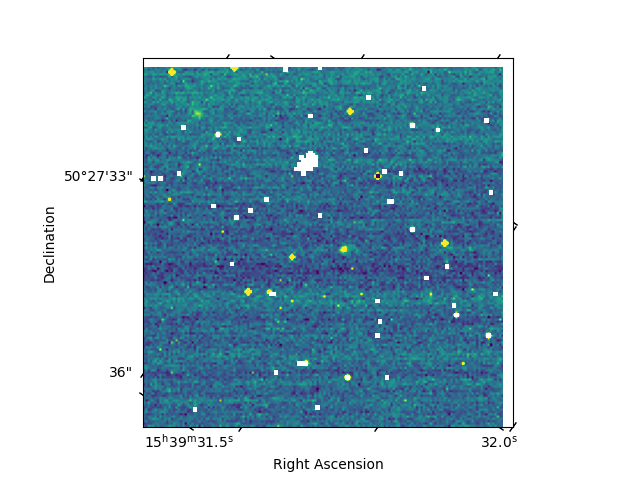 50°27'33"
Declination
36"
15ʰ39ᵐ31.5ˢ
32.0ˢ
Right Ascension